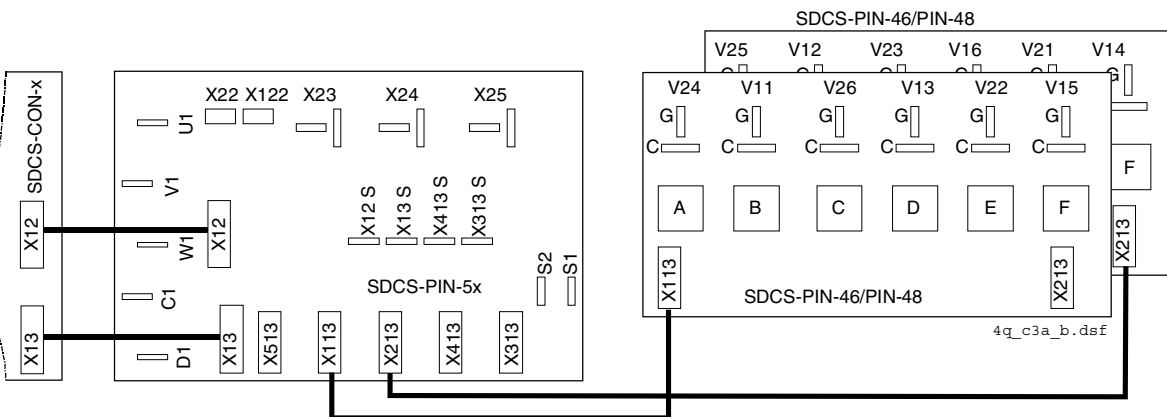 SDCS-PIN-46/PIN-48
V25 V12 V23 V16 V21 V14
G G G G G G
F
X213
V24 V11 V26 V13 V22 V15
G G G G G G
C C C C C C
A B C D E F
X113
X213
SDCS-PIN-46/PIN-48
4q_c3a_b.dsf
SDCS-CON-x
X12
X13
X22 X122 X23 X24 X25
U1
V1
W1
C1
D1
X12
X12 S X13 S X413 S X313 S
S2 S1
SDCS-PIN-5x
X13 X513 X113 X213 X413 X313